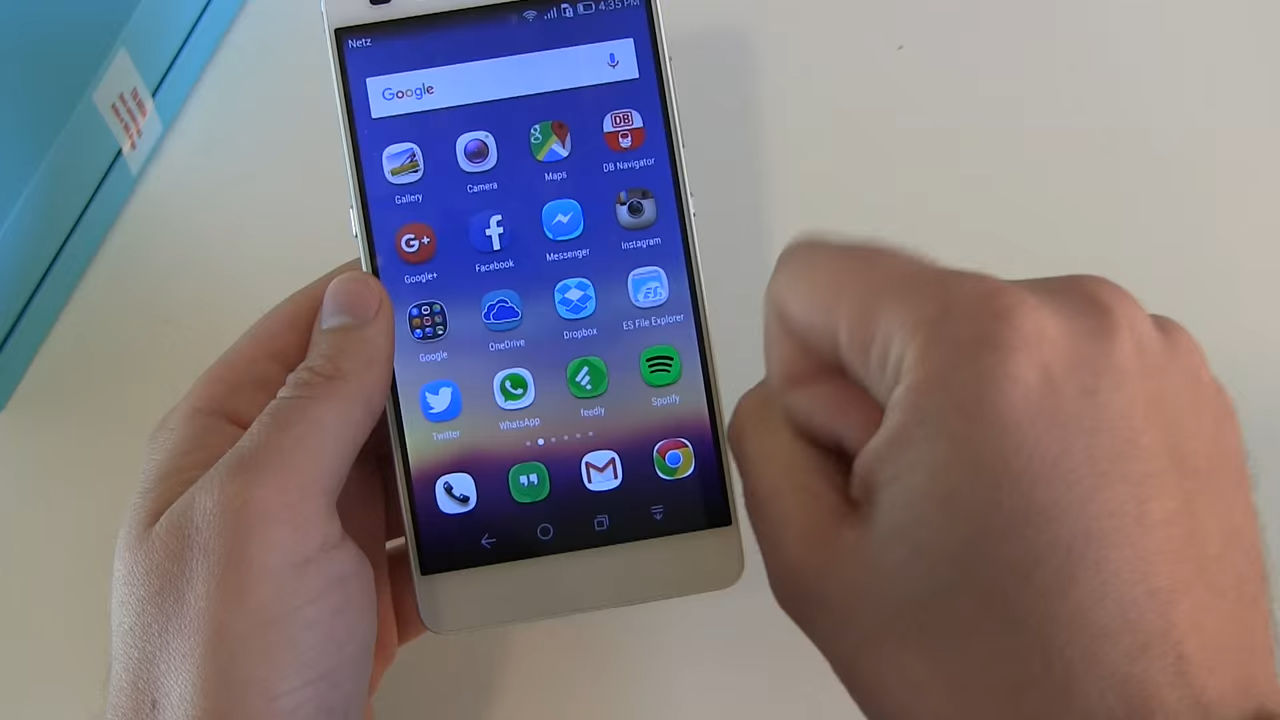 4:35 PM
Netz
Google
Gallery
Camera
Maps
DB
DB Navigator
G+
Google+
Facebook
Messenger
Instagram
Google
OneDrive
Dropbox
ES File Explorer
Twitter
WhatsApp
feedly
Spotify